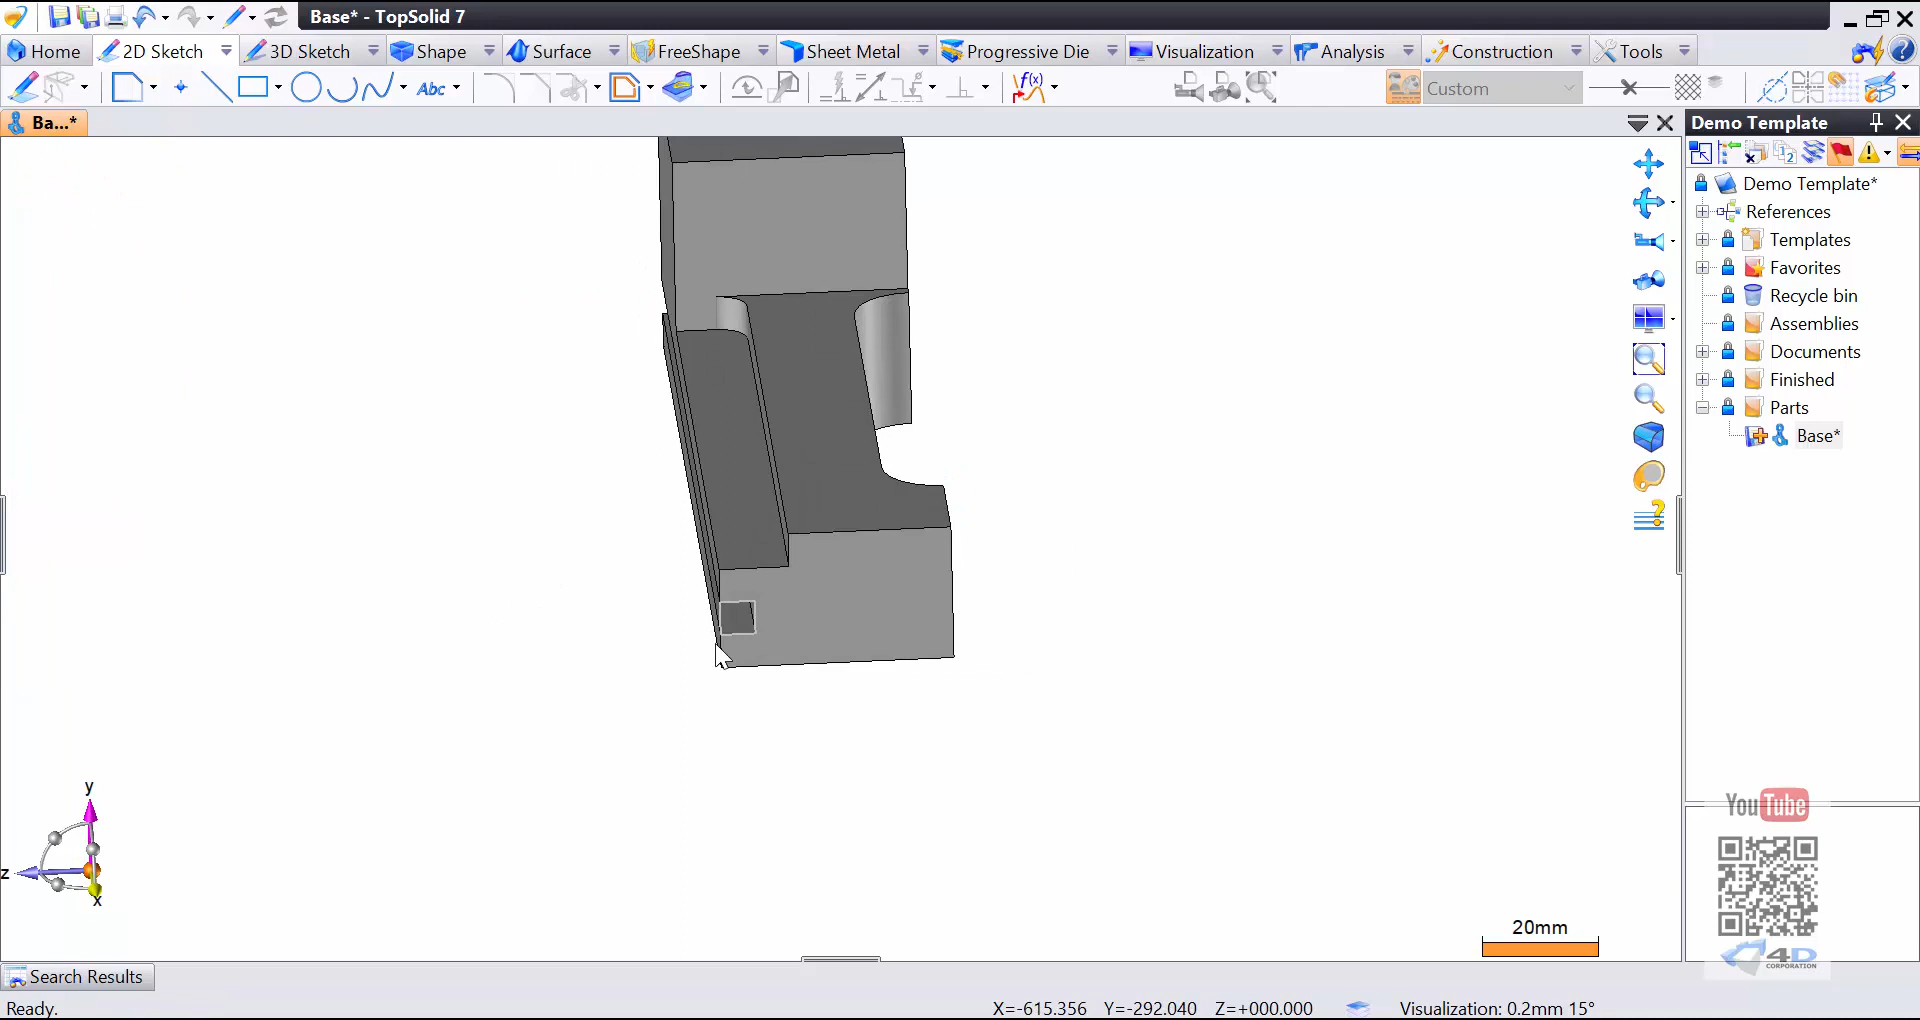 Base* - TopSolid 7
Home
2D Sketch
3D Sketch
Shape
Surface
FreeShape
Sheet Metal
Progressive Die
Visualization
Analysis
Construction
Tools
Abc
f(x)
Custom
Ba...*
Demo Template
Demo Template*
References
Templates
Favorites
Recycle bin
Assemblies
Documents
Finished
Parts
Base*
y
z
x
20mm
YouTube
4D
CORPORATION
Search Results
Ready.
X=-615.356 Y=-292.040 Z=+000.000
Visualization: 0.2mm 15°